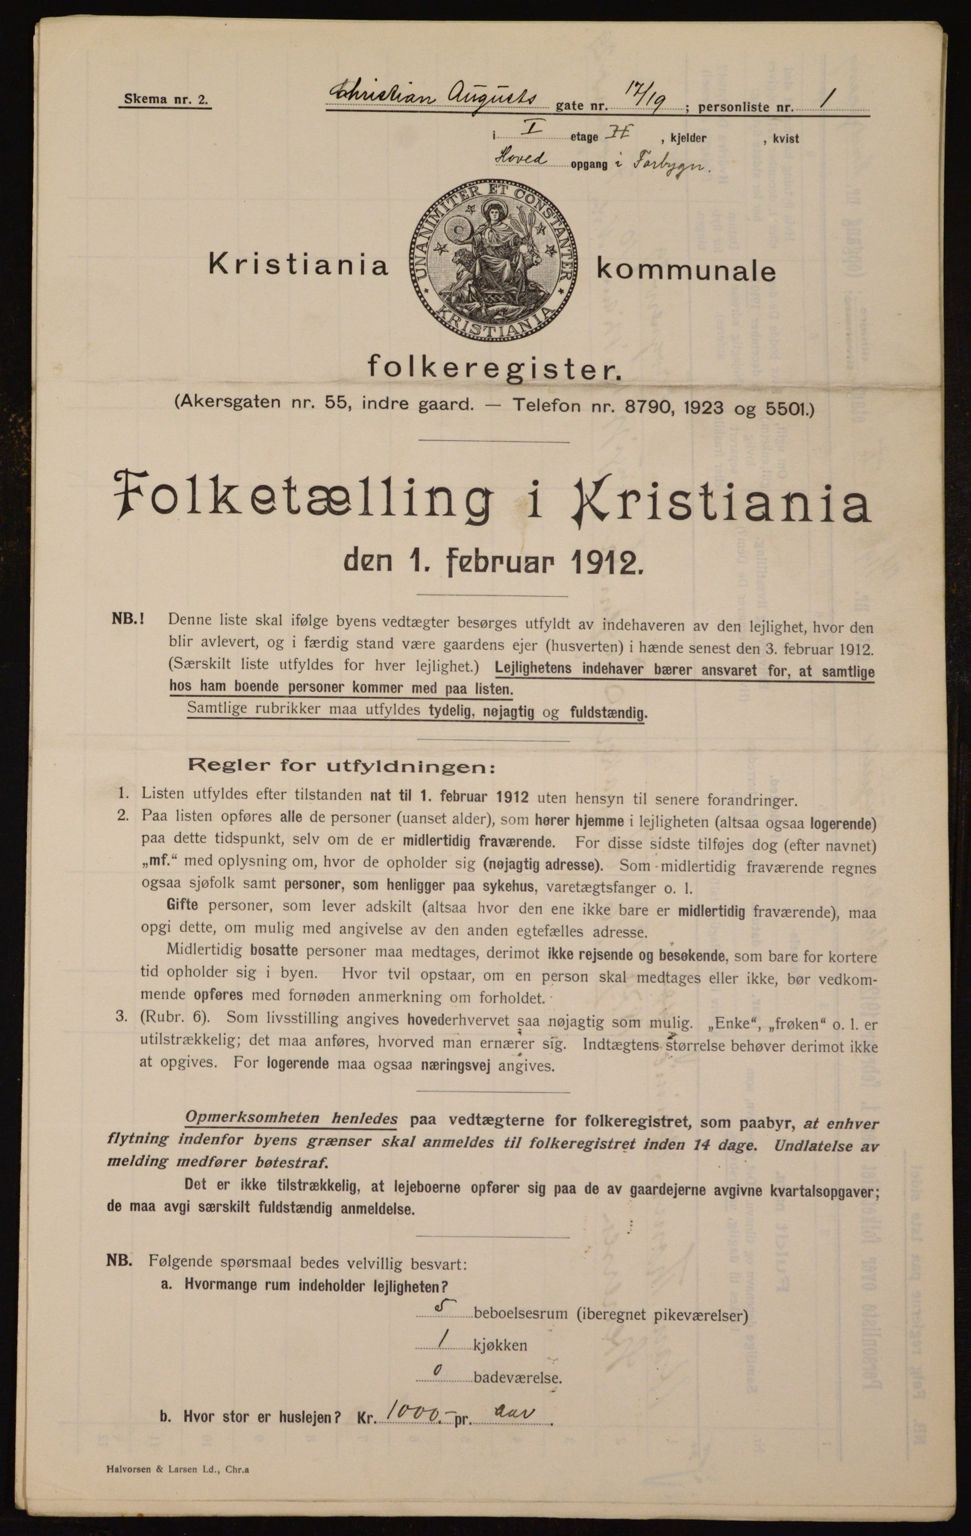 Skema nr. 2.
Christian Augusts gate nr. 17/19 ; personliste nr. 1
i I etage H , kjelder , kvist
Hoved opgang i Forbygn.
UNANIMITER ET CONSTANTER
KRISTIANIA
Kristiania kommunale
folkeregister.
(Akersgaten nr. 55, indre gaard. — Telefon nr. 8790, 1923 og 5501.)
Folketælling i Kristiania
den 1. februar 1912.
NB.! Denne liste skal ifølge byens vedtægter besørges utfyldt av indehaveren av den lejlighet, hvor den
blir avlevert, og i færdig stand være gaardens ejer (husverten) i hænde senest den 3. februar 1912.
(Særskilt liste utfyldes for hver lejlighet.) Lejlighetens indehaver bærer ansvaret for, at samtlige
hos ham boende personer kommer med paa listen.
Samtlige rubrikker maa utfyldes tydelig, nøjagtig og fuldstændig.
Regler for utfyldningen:
1. Listen utfyldes efter tilstanden nat til 1. februar 1912 uten hensyn til senere forandringer.
2. Paa listen opføres alle de personer (uanset alder), som hører hjemme i lejligheten (altsaa ogsaa logerende)
paa dette tidspunkt, selv om de er midlertidig fraværende. For disse sidste tilføjes dog (efter navnet)
„mf.“ med oplysning om, hvor de opholder sig (nøjagtig adresse). Som midlertidig fraværende regnes
ogsaa sjøfolk samt personer, som henligger paa sykehus, varetægtsfanger o. l.
Gifte personer, som lever adskilt (altsaa hvor den ene ikke bare er midlertidig fraværende), maa
opgi dette, om mulig med angivelse av den anden egtefælles adresse.
Midlertidig bosatte personer maa medtages, derimot ikke rejsende og besøkende, som bare for kortere
tid opholder sig i byen. Hvor tvil opstaar, om en person skal medtages eller ikke, bør vedkom-
mende opføres med fornøden anmerkning om forholdet.
3. (Rubr. 6). Som livsstilling angives hovederhvervet saa nøjagtig som mulig. „Enke“, „frøken“ o. l. er
utilstrækkelig; det maa anføres, hvorved man ernærer sig. Indtægtens størrelse behøver derimot ikke
at opgives. For logerende maa ogsaa næringsvej angives.
Opmerksomheten henledes paa vedtægterne for folkeregistret, som paabyr, at enhver
flytning indenfor byens grænser skal anmeldes til folkeregistret inden 14 dage. Undlatelse av
melding medfører bøtestraf.
Det er ikke tilstrækkelig, at lejeboerne opfører sig paa de av gaardejerne avgivne kvartalsopgaver;
de maa avgi særskilt fuldstændig anmeldelse.
NB. Følgende spørsmaal bedes velvillig besvart:
a. Hvormange rum indeholder lejligheten?
5 beboelsesrum (iberegnet pikeværelser)
1 kjøkken
0 badeværelse.
b. Hvor stor er huslejen? Kr. 1000.- pr. aar.
Halvorsen & Larsen Ld., Chr.a